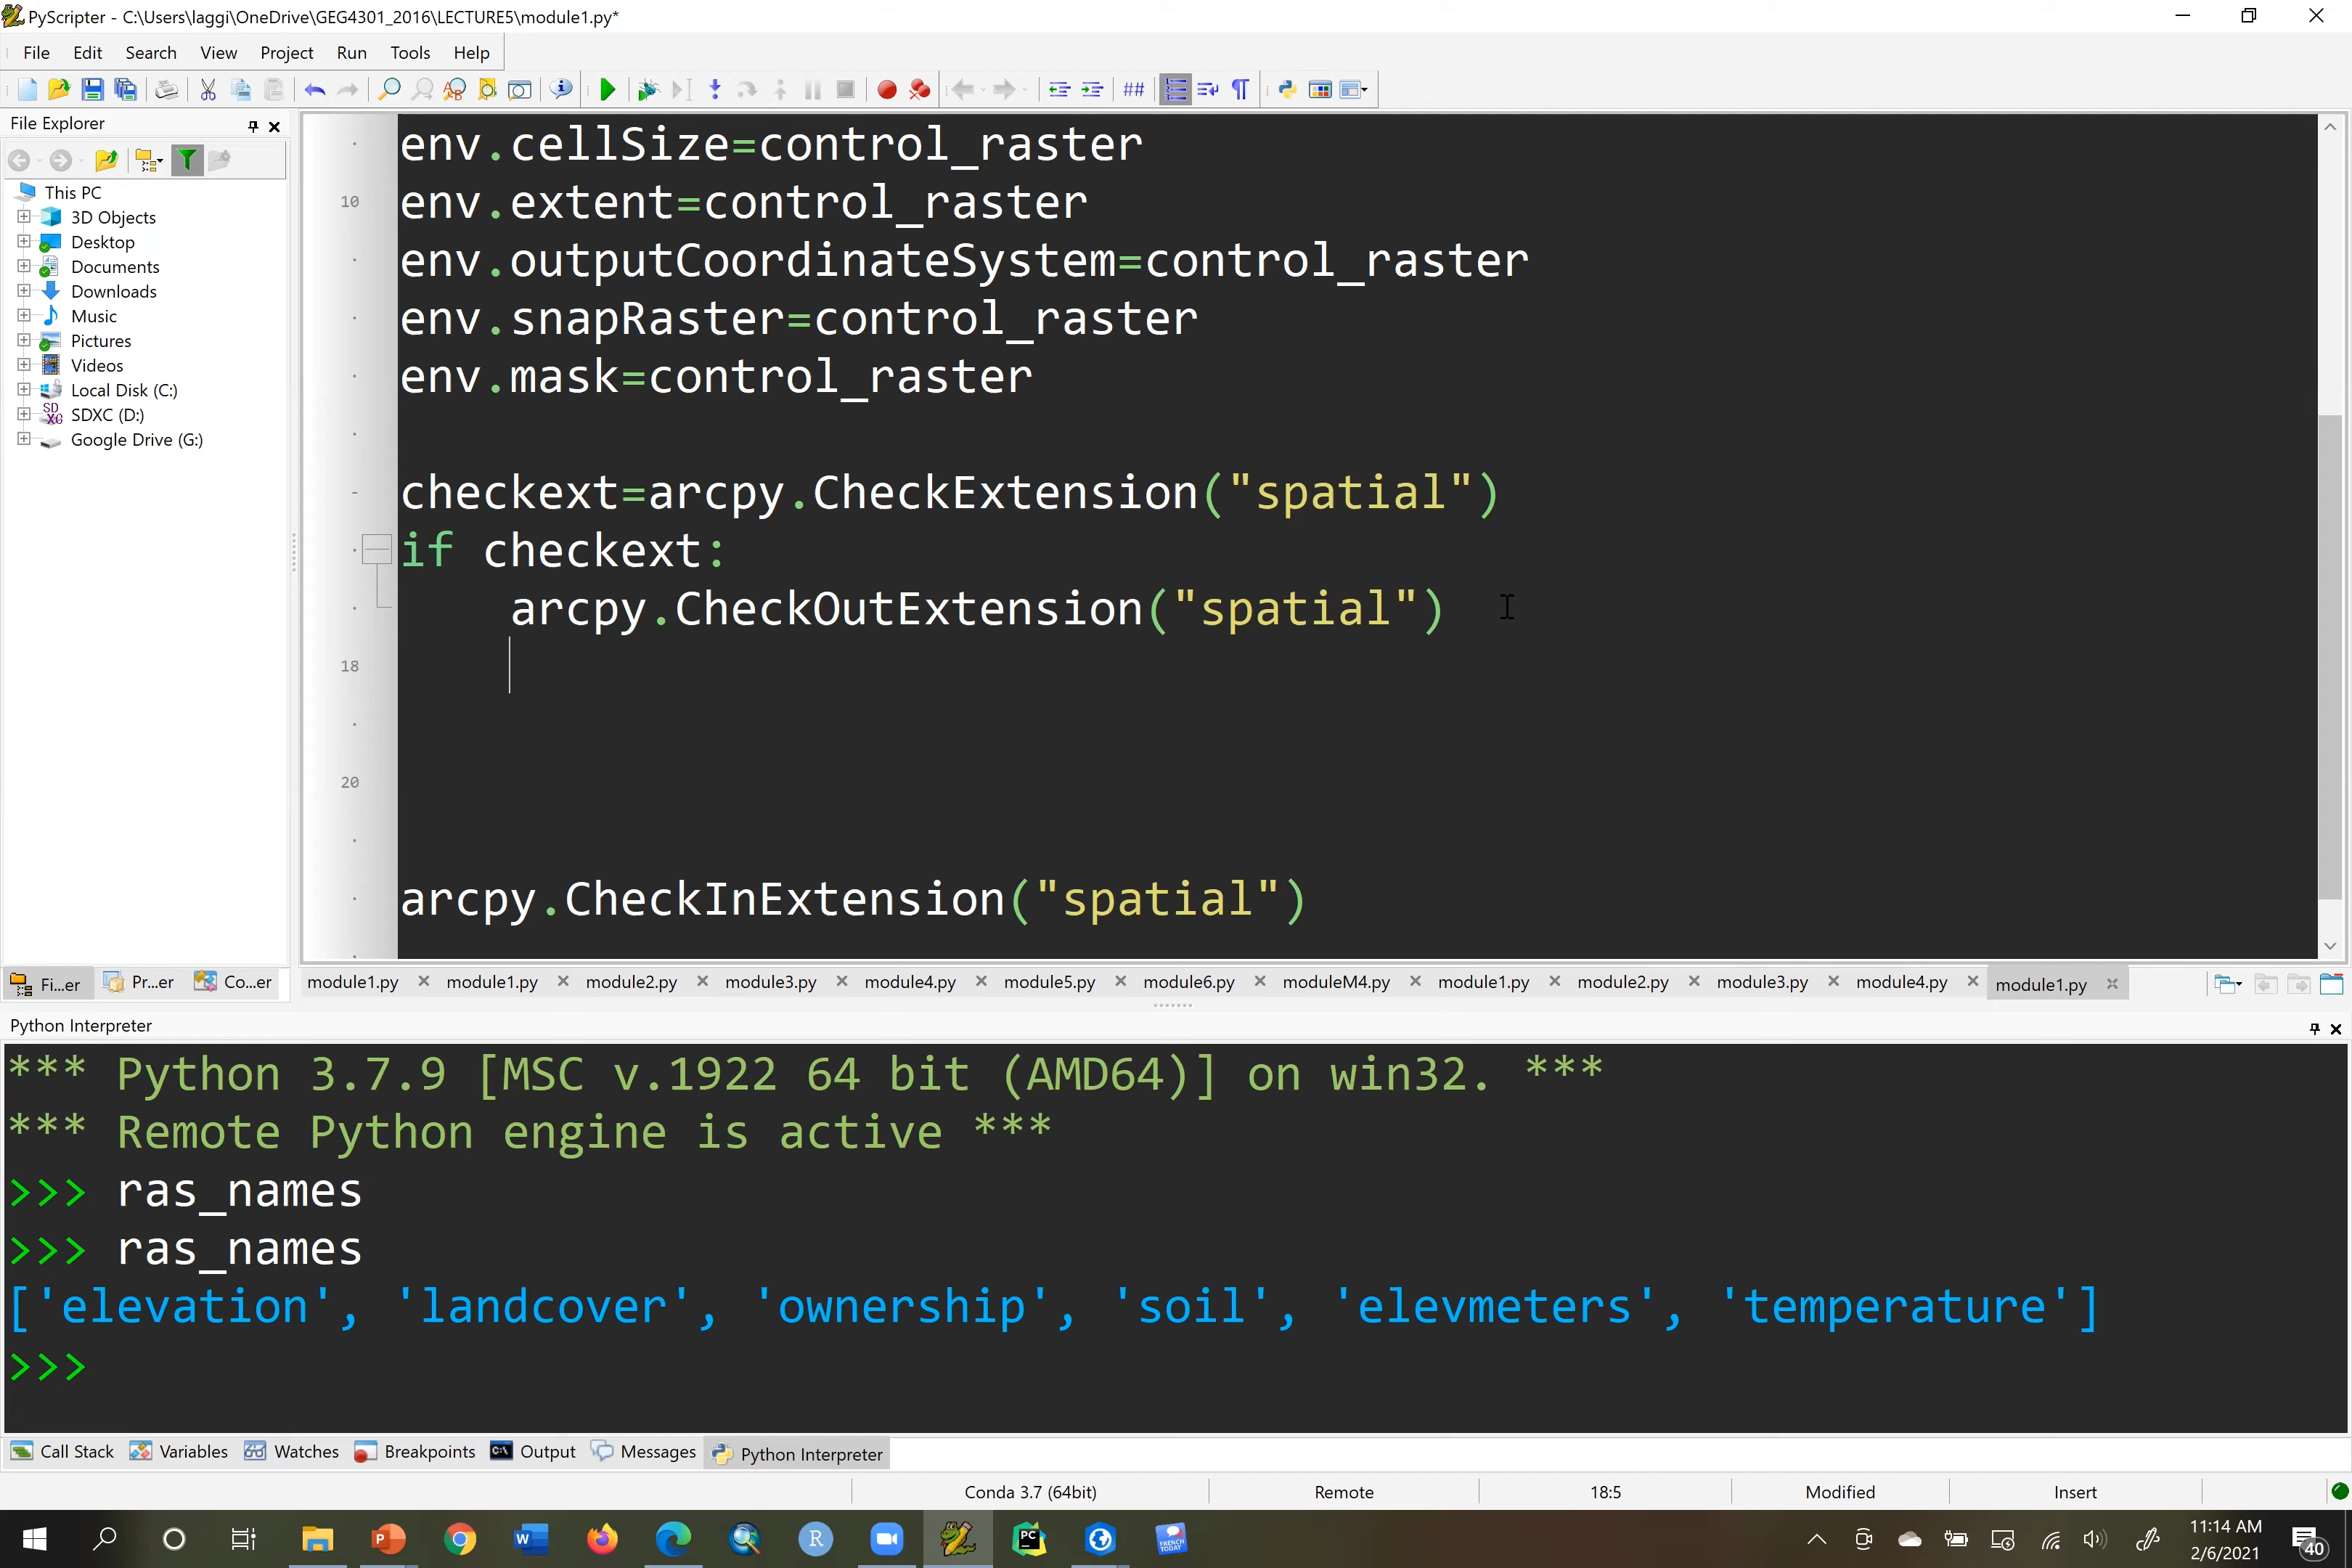 PyScripter - C:\Users\laggi\OneDrive\GEG4301_2016\LECTURE5\module1.py*
File Edit Search View Project Run Tools Help
File Explorer
This PC
3D Objects
Desktop
Documents
Downloads
Music
Pictures
Videos
Local Disk (C:)
SDXC (D:)
Google Drive (G:)
Fi...er Pr...er Co...er
env.cellSize=control_raster
10 env.extent=control_raster
env.outputCoordinateSystem=control_raster
env.snapRaster=control_raster
env.mask=control_raster
checkext=arcpy.CheckExtension("spatial")
if checkext:
arcpy.CheckOutExtension("spatial")
18
20
arcpy.CheckInExtension("spatial")
module1.py module1.py module2.py module3.py module4.py module5.py module6.py moduleM4.py module1.py module2.py module3.py module4.py module1.py
Python Interpreter
*** Python 3.7.9 [MSC v.1922 64 bit (AMD64)] on win32. ***
*** Remote Python engine is active ***
>>> ras_names
>>> ras_names
['elevation', 'landcover', 'ownership', 'soil', 'elevmeters', 'temperature']
>>>
Call Stack Variables Watches Breakpoints Output Messages Python Interpreter
Conda 3.7 (64bit) Remote 18:5 Modified Insert
11:14 AM
2/6/2021
40